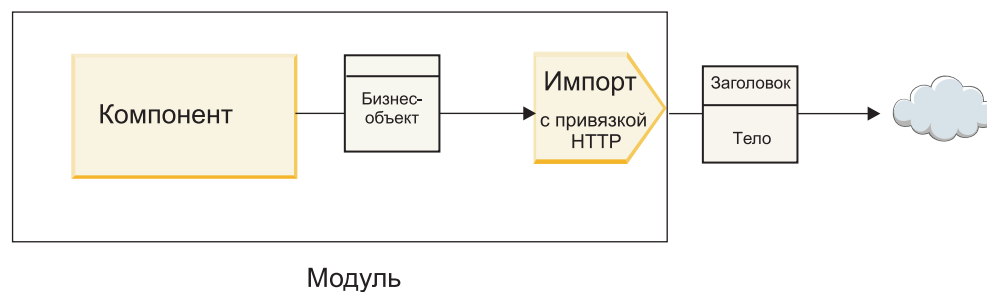 Компонент
Бизнес-
объект
Импорт
с привязкой
HTTP
Заголовок
Тело
Модуль